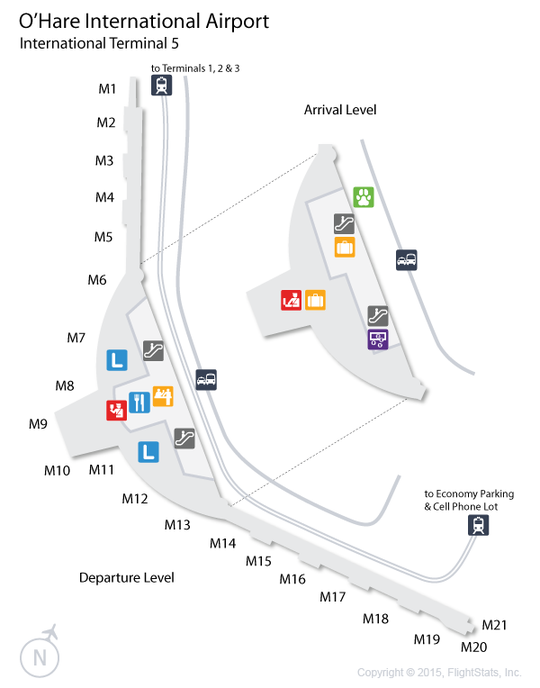 O'Hare International Airport
International Terminal 5
to Terminals 1, 2 & 3
M1
Arrival Level
M2
M3
M4
M5
M6
M7
L
M8
M9
M10
M11
L
M12
M13
M14
M15
M16
M17
M18
M19
M20
M21
to Economy Parking
& Cell Phone Lot
Departure Level
N
Copyright © 2015, FlightStats, Inc.